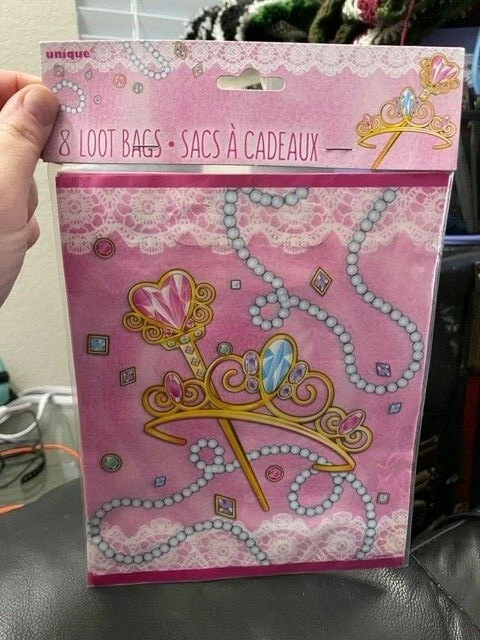 unique
8 LOOT BAGS • SACS À CADEAUX